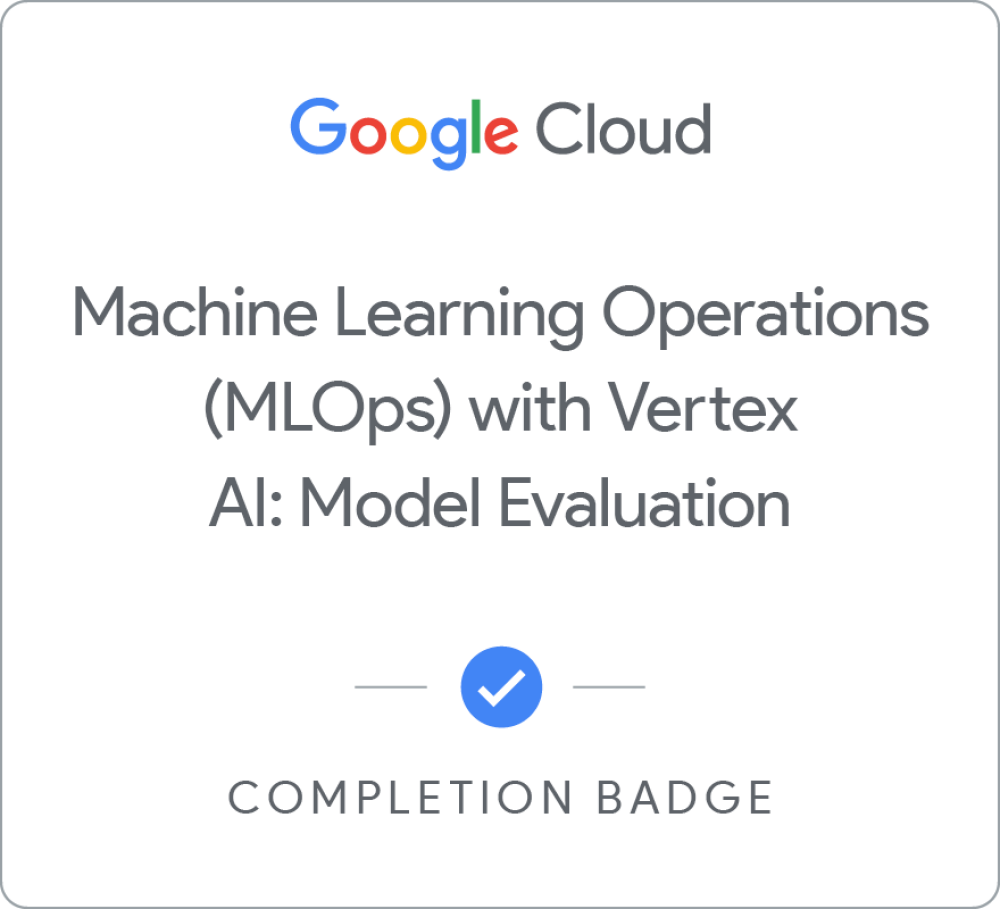 Google Cloud
Machine Learning Operations
(MLOps) with Vertex
AI: Model Evaluation
COMPLETION BADGE